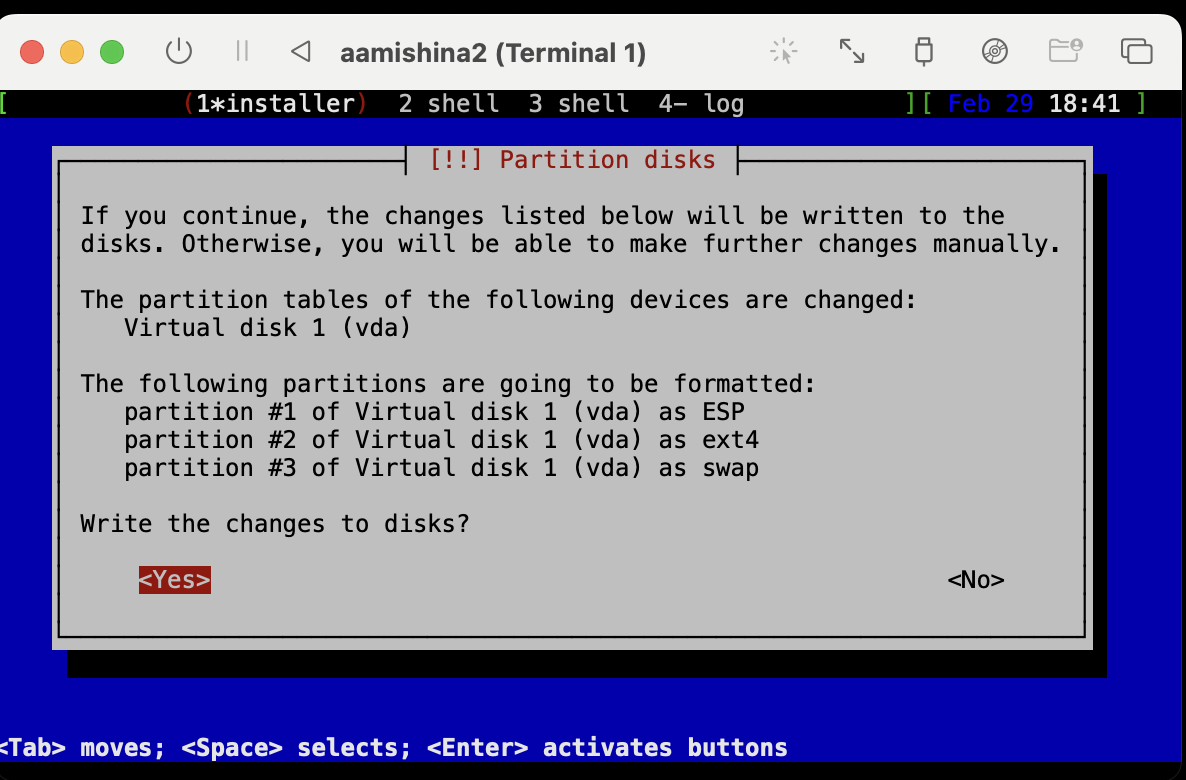 aamishina2 (Terminal 1)
[ (1*installer) 2 shell 3 shell 4- log ][ Feb 29 18:41 ]
[!!] Partition disks
If you continue, the changes listed below will be written to the
disks. Otherwise, you will be able to make further changes manually.
The partition tables of the following devices are changed:
Virtual disk 1 (vda)
The following partitions are going to be formatted:
partition #1 of Virtual disk 1 (vda) as ESP
partition #2 of Virtual disk 1 (vda) as ext4
partition #3 of Virtual disk 1 (vda) as swap
Write the changes to disks?
<Yes> <No>
<Tab> moves; <Space> selects; <Enter> activates buttons